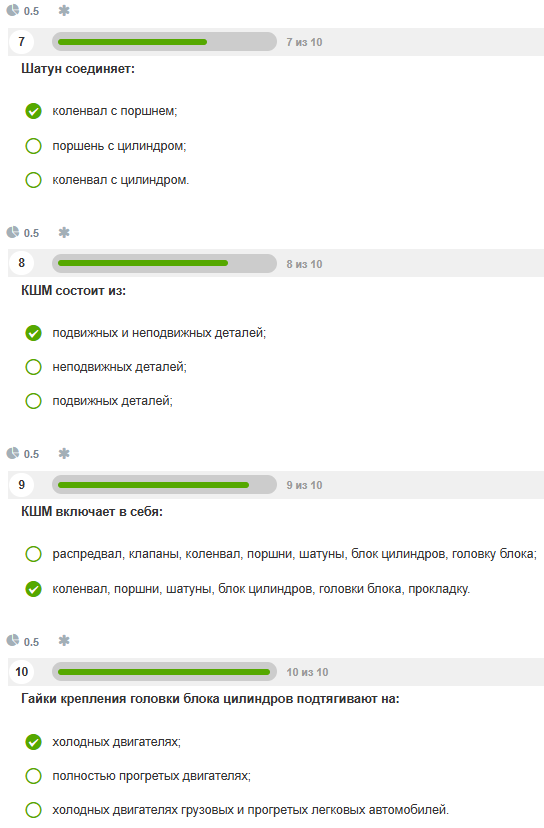 0.5
7
7 из 10
Шатун соединяет:
коленвал с поршнем;
поршень с цилиндром;
коленвал с цилиндром.
0.5
8
8 из 10
КШМ состоит из:
подвижных и неподвижных деталей;
неподвижных деталей;
подвижных деталей;
0.5
9
9 из 10
КШМ включает в себя:
распредвал, клапаны, коленвал, поршни, шатуны, блок цилиндров, головку блока;
коленвал, поршни, шатуны, блок цилиндров, головки блока, прокладку.
0.5
10
10 из 10
Гайки крепления головки блока цилиндров подтягивают на:
холодных двигателях;
полностью прогретых двигателях;
холодных двигателях грузовых и прогретых легковых автомобилей.